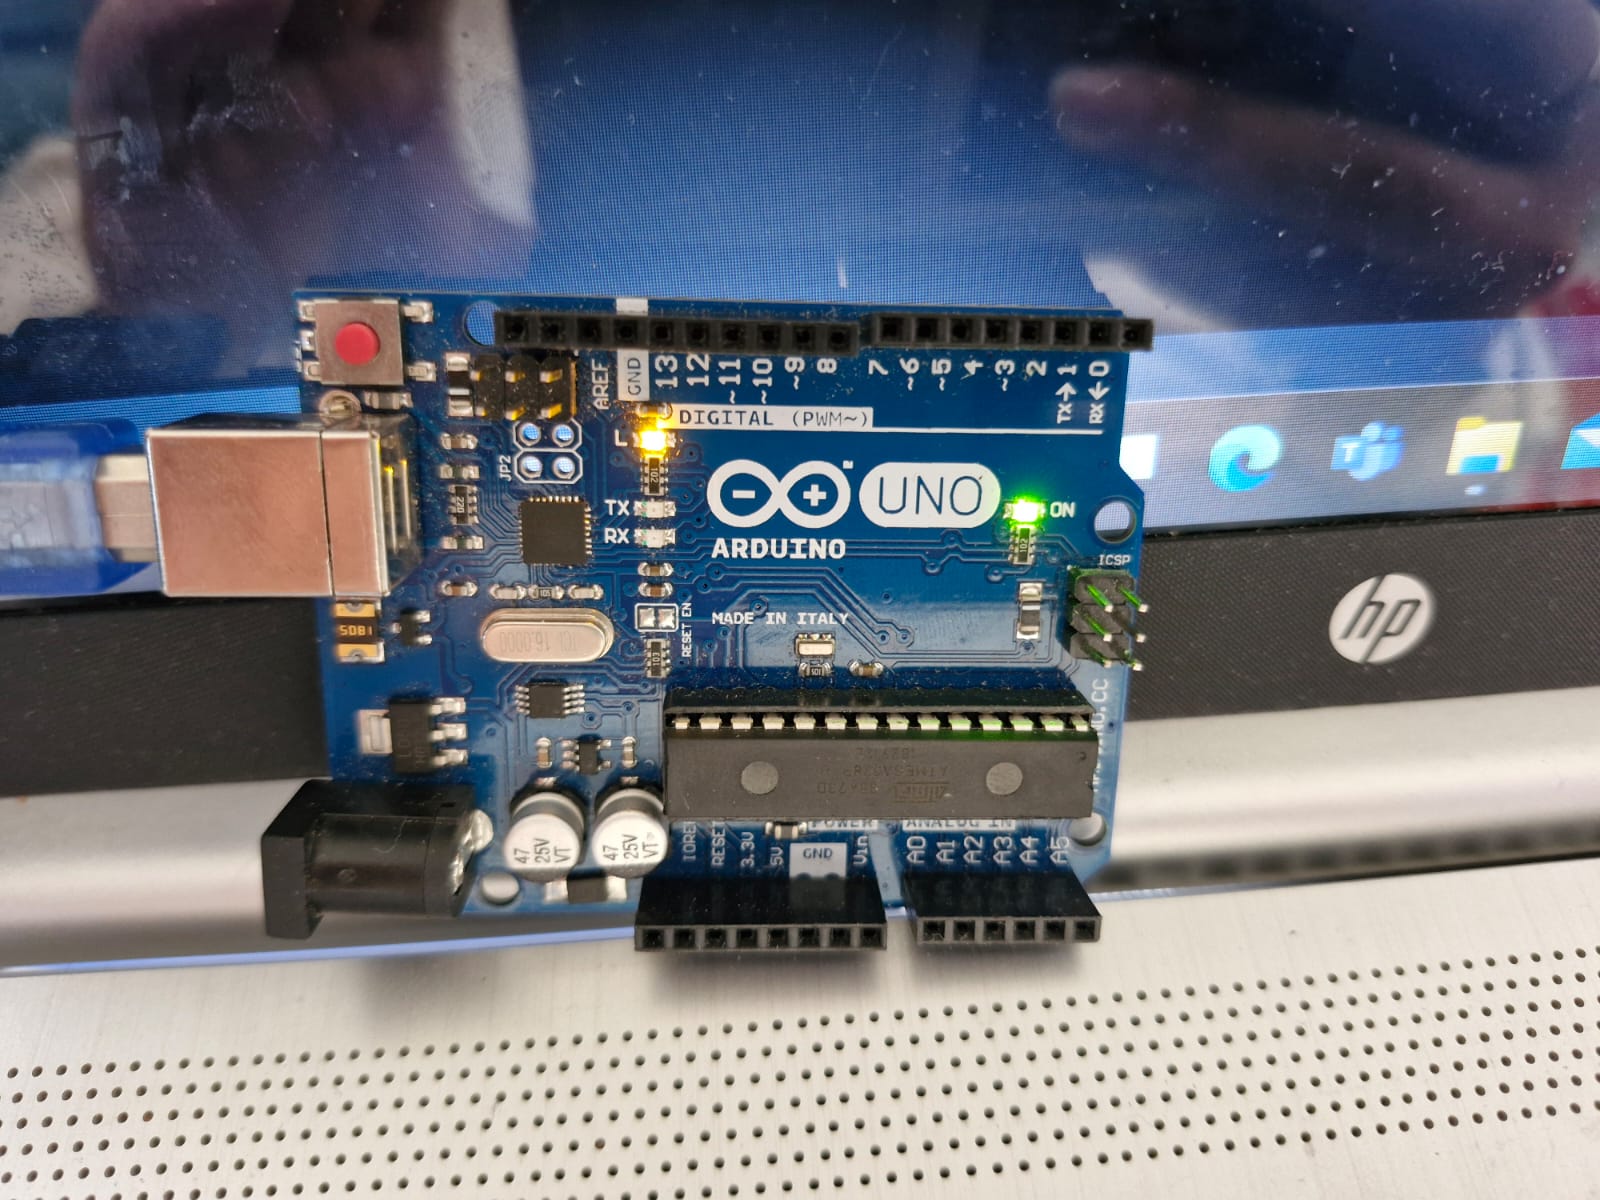 AREF
GND
13
12
~11
~10
~9
8
7
~6
~5
4
~3
2
TX→1
RX←0
DIGITAL (PWM~)
L
JP2
TX
RX
UNO
ON
ARDUINO
ICSP
MADE IN ITALY
RESET EN
hp
47
25V
VT
47
25V
VT
RESET
3.3V
5V
GND
Vin
POWER
ANALOG IN
A0
A1
A2
A3
A4
A5